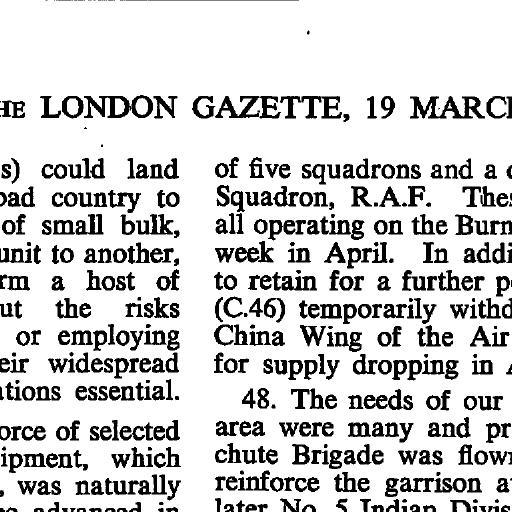 HE LONDON GAZETTE, 19 MARCH
s) could land
oad country to
of small bulk,
unit to another,
rm a host of
ut the risks
or employing
eir widespread
ations essential.
orce of selected
ipment, which
, was naturally
advanced in
of five squadrons and a
Squadron, R.A.F. Thes
all operating on the Burm
week in April. In addi
to retain for a further p
(C.46) temporarily withd
China Wing of the Air
for supply dropping in A
48. The needs of our
area were many and pr
chute Brigade was flow
reinforce the garrison a
later No. 5 Indian Divis